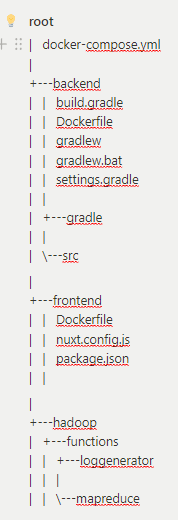 root
| docker-compose.yml
|
+---backend
| | build.gradle
| | Dockerfile
| | gradlew
| | gradlew.bat
| | settings.gradle
| |
| +---gradle
| |
| \---src
|
+---frontend
| | Dockerfile
| | nuxt.config.js
| | package.json
| |
|
+---hadoop
| +---functions
| | +---loggenerator
| | | |
| | \---mapreduce